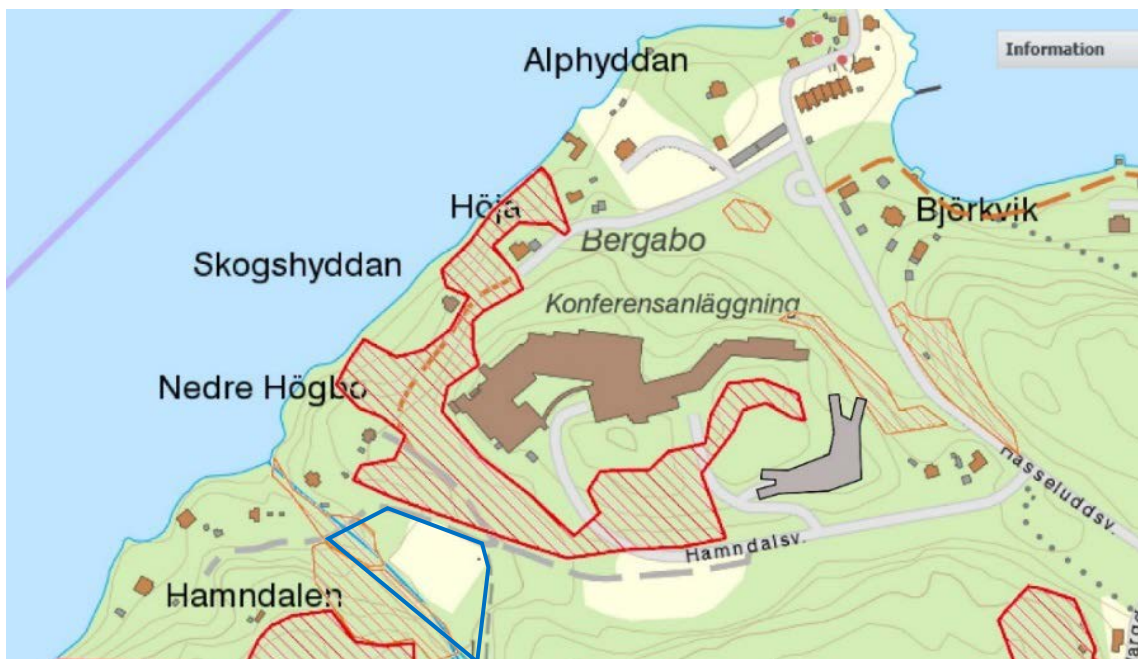 Information
Alphyddan
Höja
Björkvik
Bergabo
Skogshyddan
Konferensanläggning
Nedre Högbo
Hasseluddsv.
Hamndalsv.
Hamndalen